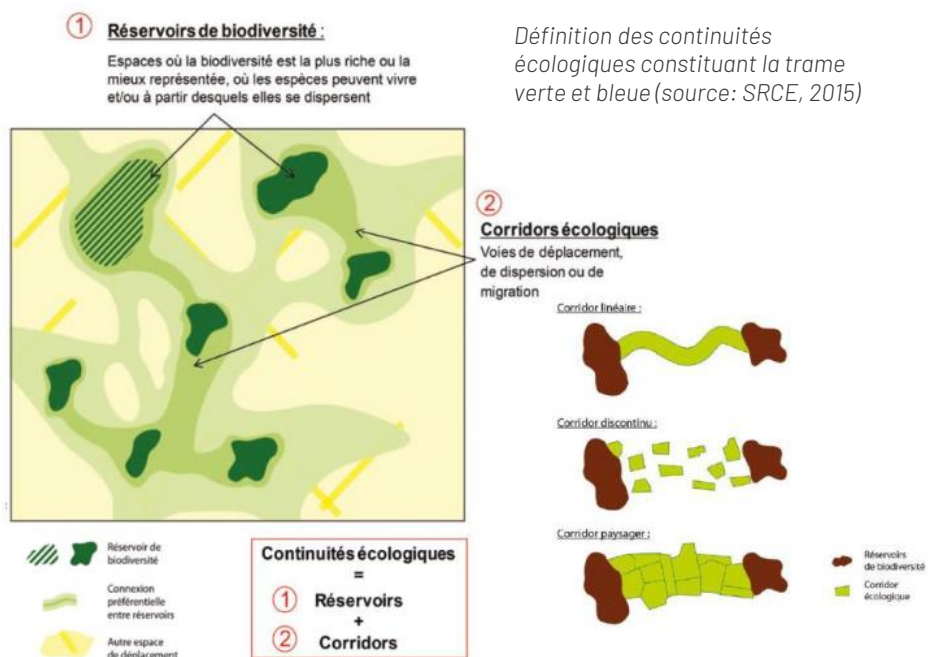 ① Réservoirs de biodiversité :
Espaces où la biodiversité est la plus riche ou la
mieux représentée, où les espèces peuvent vivre
et/ou à partir desquels elles se dispersent
Définition des continuités
écologiques constituant la trame
verte et bleue (source: SRCE, 2015)
②
Corridors écologiques
Voies de déplacement,
de dispersion ou de
migration
Corridor linéaire :
Corridor discontinu :
Corridor paysager :
Réservoirs
de biodiversité
Corridor
écologique
:
Réservoir de
biodiversité
Connexion
préférentielle
entre réservoirs
Autre espace
de déplacement
Continuités écologiques
=
① Réservoirs
+
② Corridors